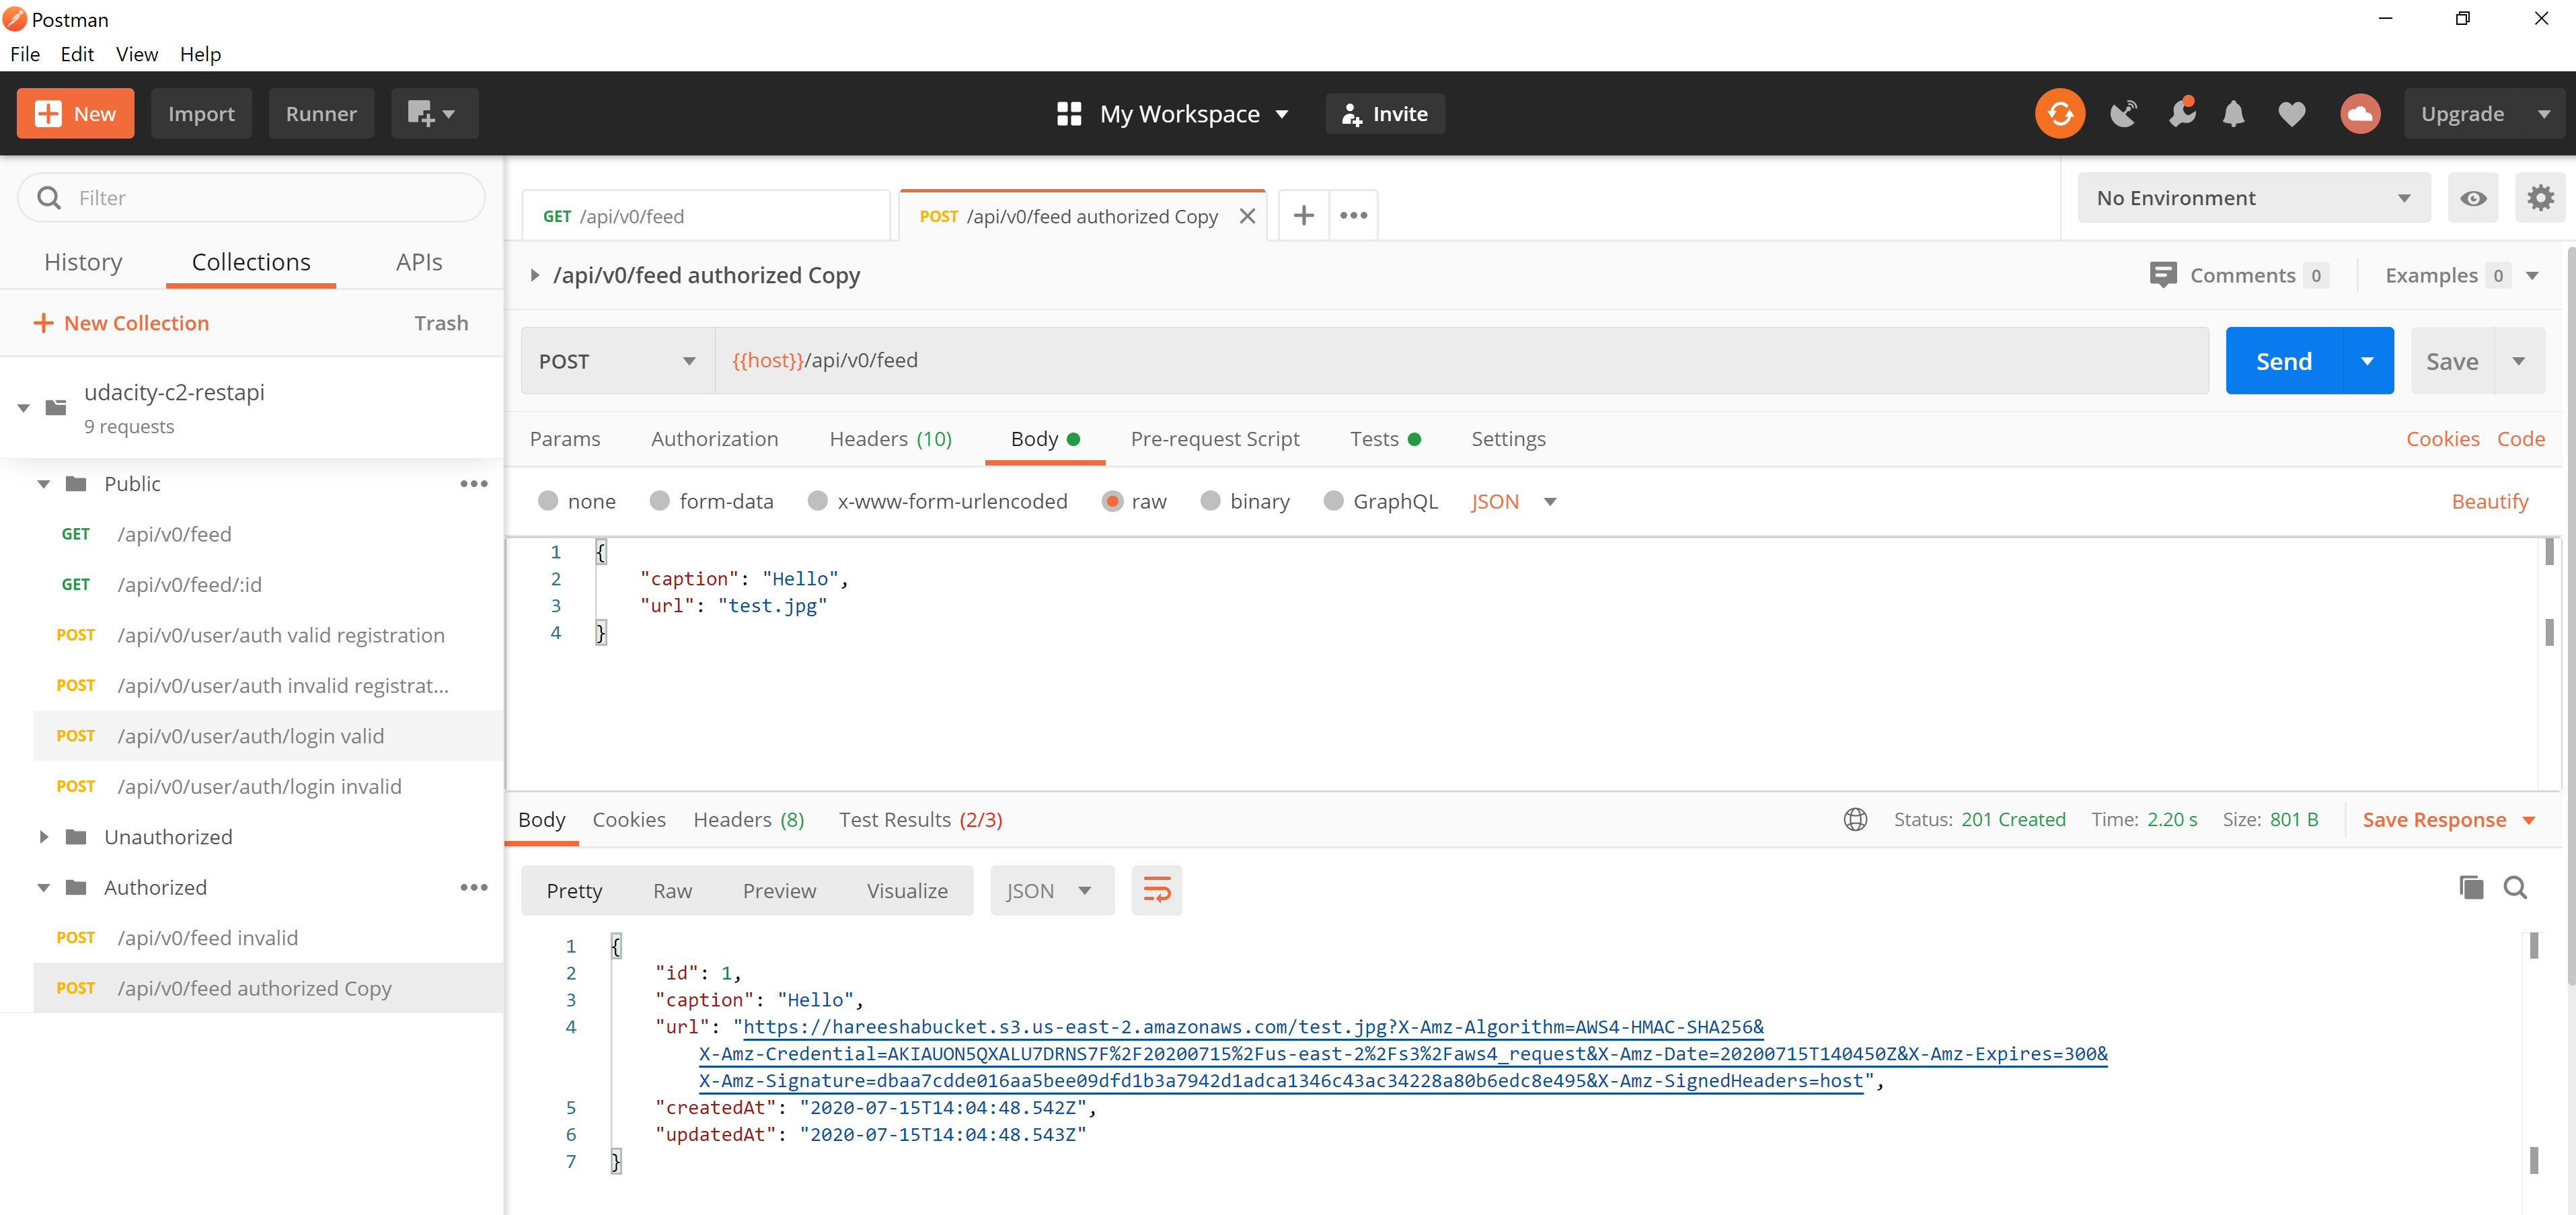 Postman
File Edit View Help
New Import Runner My Workspace Invite Upgrade
Filter
History Collections APIs
New Collection Trash
udacity-c2-restapi
9 requests
Public
GET /api/v0/feed
GET /api/v0/feed/:id
POST /api/v0/user/auth valid registration
POST /api/v0/user/auth invalid registrat...
POST /api/v0/user/auth/login valid
POST /api/v0/user/auth/login invalid
Unauthorized
Authorized
POST /api/v0/feed invalid
POST /api/v0/feed authorized Copy
GET /api/v0/feed POST /api/v0/feed authorized Copy No Environment
/api/v0/feed authorized Copy Comments 0 Examples 0
POST {{host}}/api/v0/feed Send Save
Params Authorization Headers (10) Body Pre-request Script Tests Settings Cookies Code
none form-data x-www-form-urlencoded raw binary GraphQL JSON Beautify
1 {
2 "caption": "Hello",
3 "url": "test.jpg"
4 }
Body Cookies Headers (8) Test Results (2/3) Status: 201 Created Time: 2.20 s Size: 801 B Save Response
Pretty Raw Preview Visualize JSON
1 {
2 "id": 1,
3 "caption": "Hello",
4 "url": "https://hareeshabucket.s3.us-east-2.amazonaws.com/test.jpg?X-Amz-Algorithm=AWS4-HMAC-SHA256&
X-Amz-Credential=AKIAUON5QXALU7DRNS7F%2F20200715%2Fus-east-2%2Fs3%2Faws4_request&X-Amz-Date=20200715T140450Z&X-Amz-Expires=300&
X-Amz-Signature=dbaa7cdde016aa5bee09dfd1b3a7942d1adca1346c43ac34228a80b6edc8e495&X-Amz-SignedHeaders=host",
5 "createdAt": "2020-07-15T14:04:48.542Z",
6 "updatedAt": "2020-07-15T14:04:48.543Z"
7 }